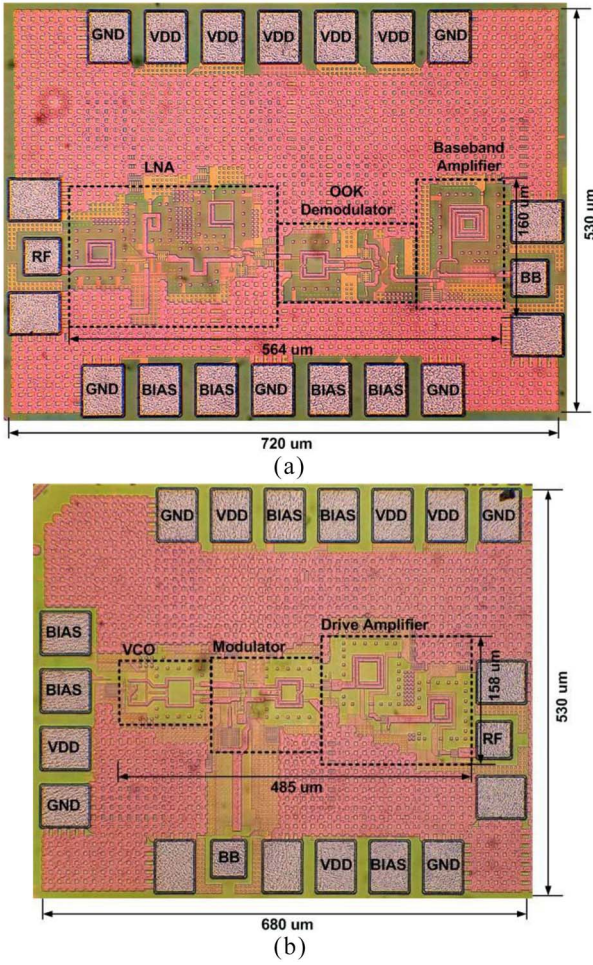 GND VDD VDD VDD VDD VDD GND
Baseband
Amplifier
LNA
OOK
Demodulator
160 um
530 um
RF
BB
564 um
GND BIAS BIAS GND BIAS BIAS GND
720 um
(a)
GND VDD BIAS BIAS VDD VDD GND
BIAS
VCO
Modulator
Drive Amplifier
BIAS
158 um
530 um
VDD
RF
485 um
GND
BB
VDD BIAS GND
680 um
(b)